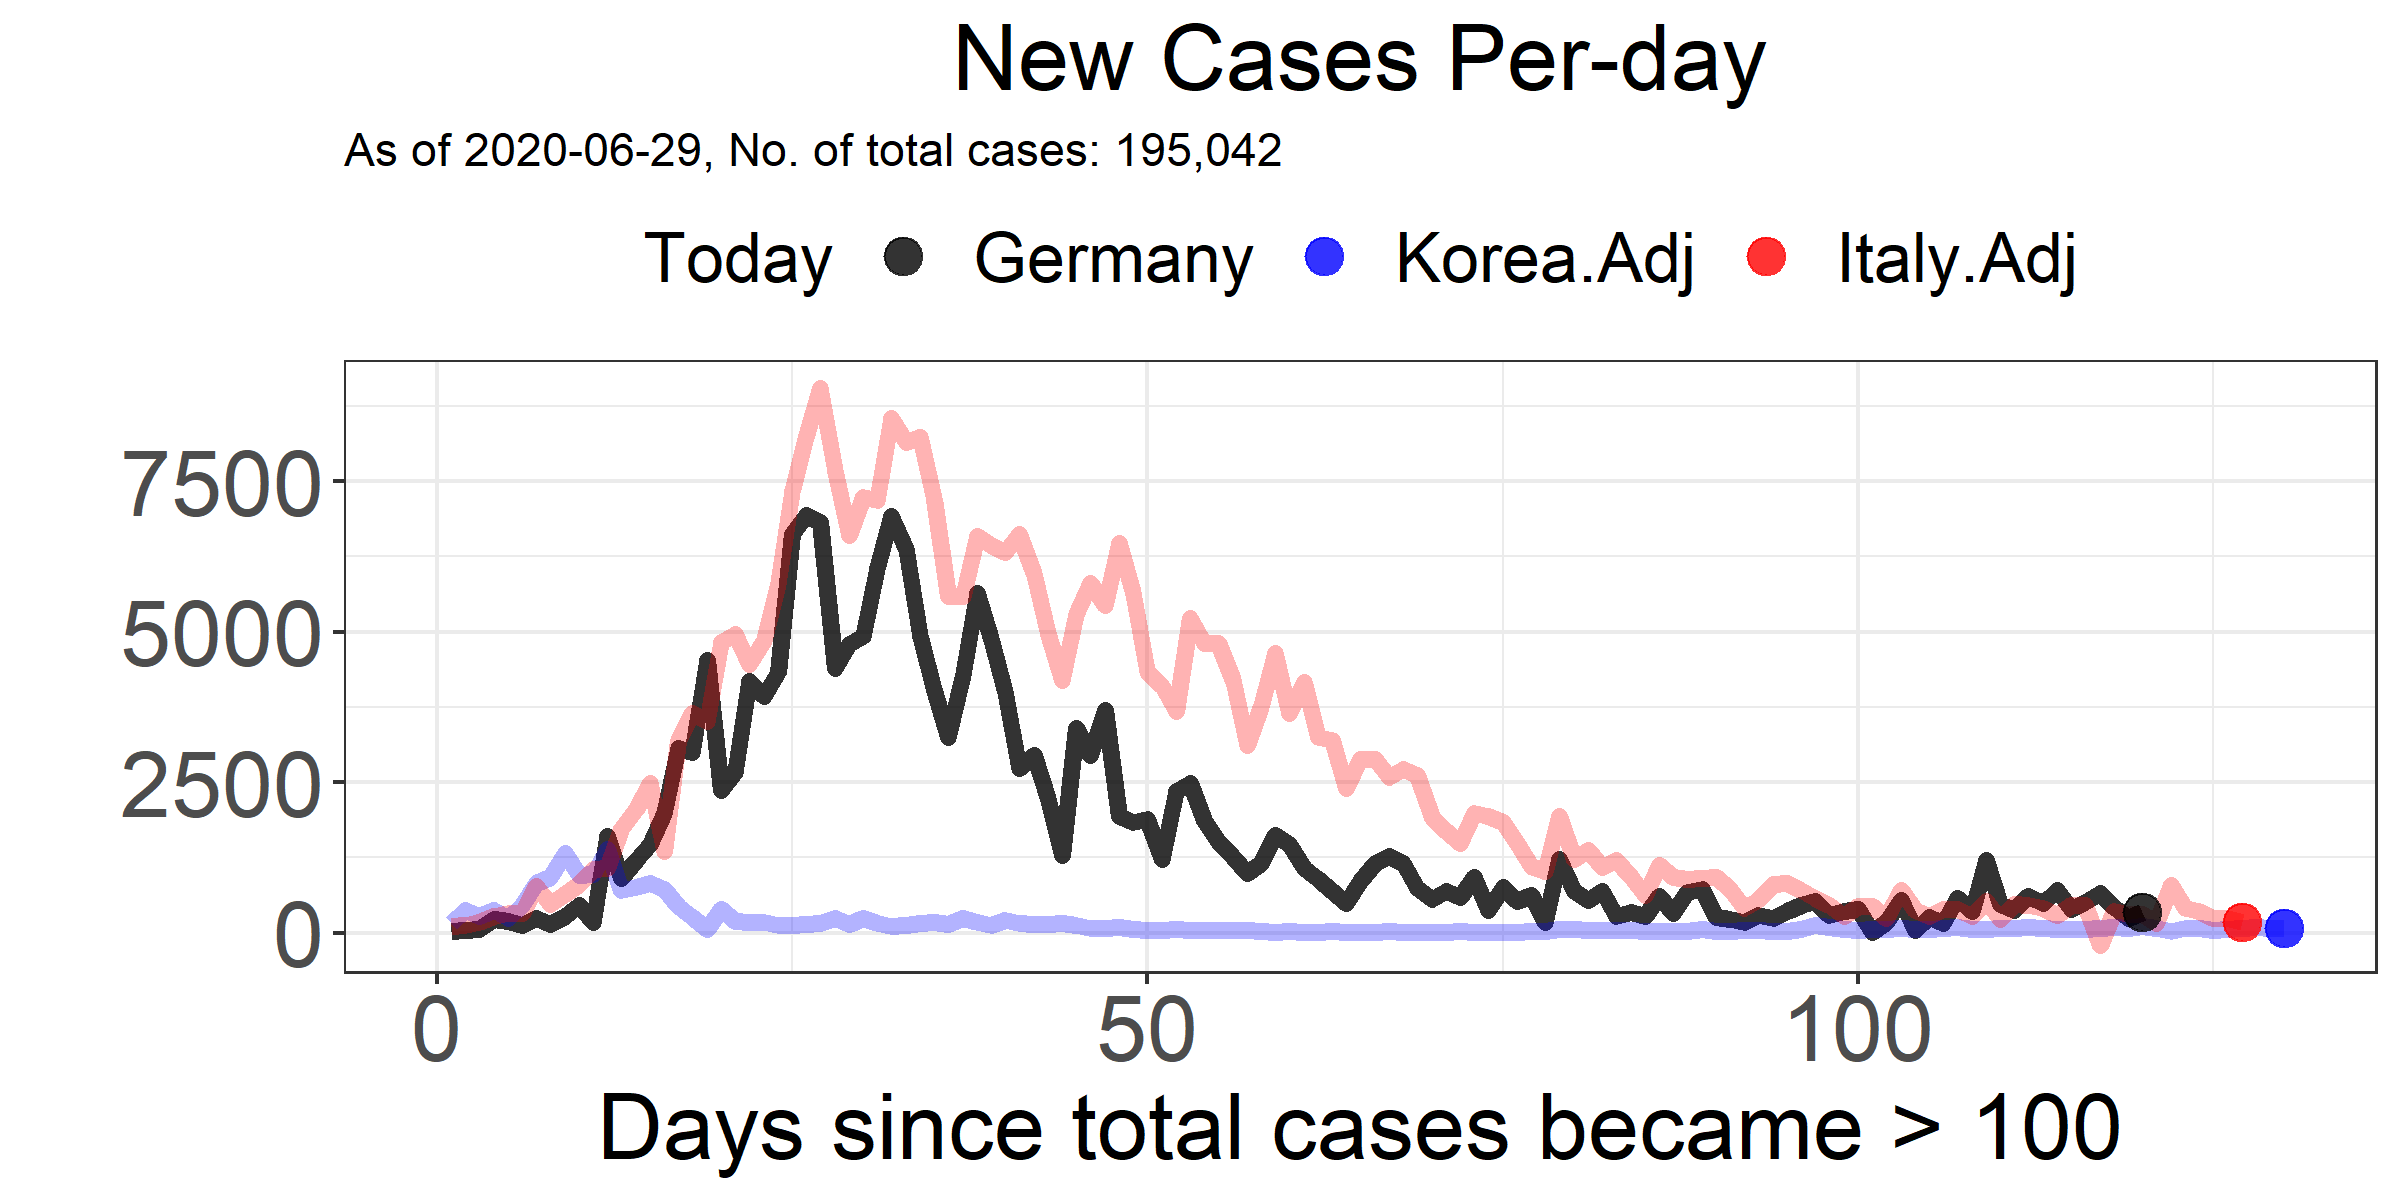 New Cases Per-day
As of 2020-06-29, No. of total cases: 195,042
Today Germany Korea.Adj Italy.Adj
7500
5000
2500
0
0 50 100
Days since total cases became > 100